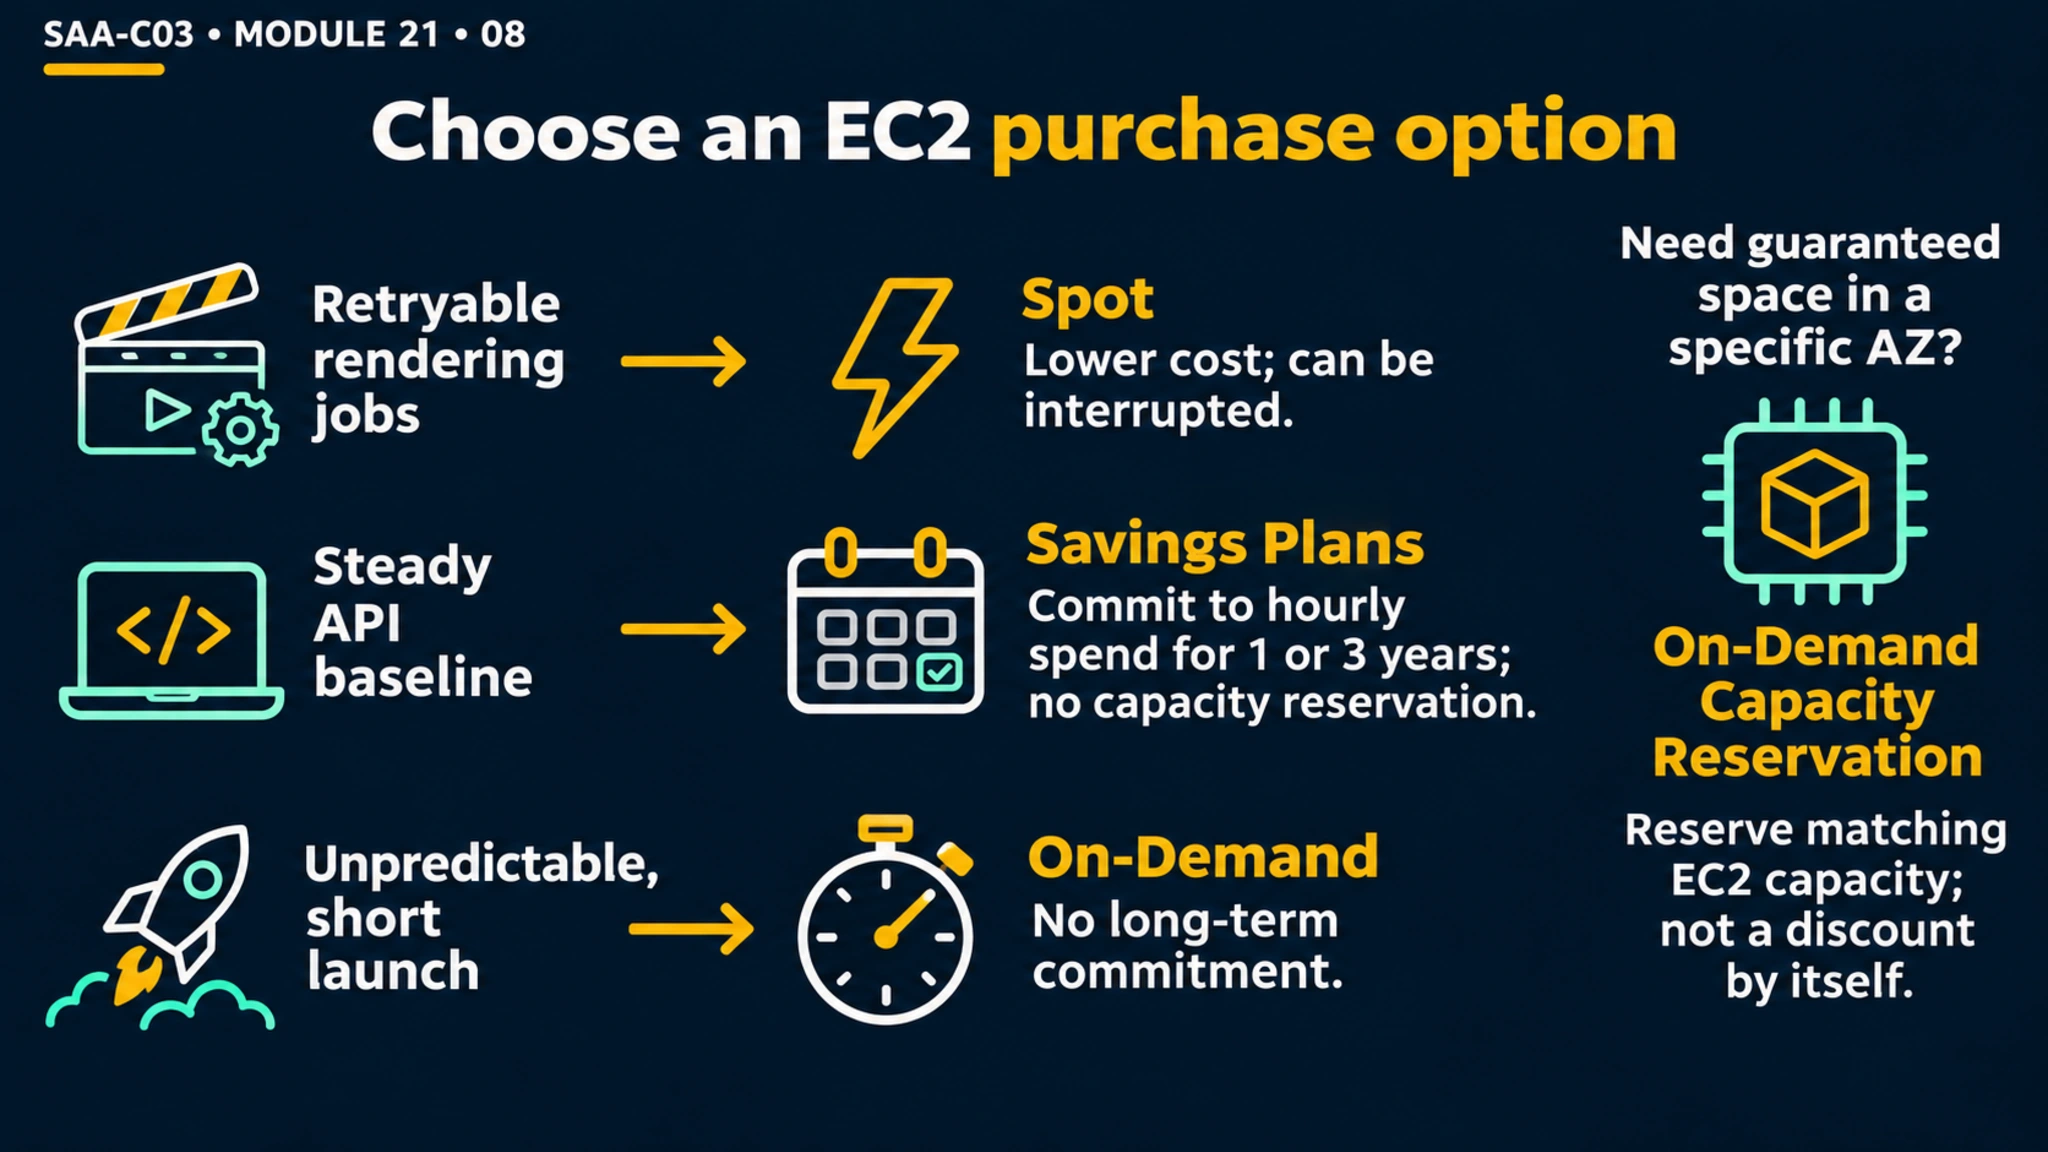 SAA-C03 • MODULE 21 • 08
Choose an EC2 purchase option
Retryable
rendering
jobs
Spot
Lower cost; can be
interrupted.
Steady
API
baseline
Savings Plans
Commit to hourly
spend for 1 or 3 years;
no capacity reservation.
Unpredictable,
short
launch
On-Demand
No long-term
commitment.
Need guaranteed
space in a
specific AZ?
On-Demand
Capacity
Reservation
Reserve matching
EC2 capacity;
not a discount
by itself.